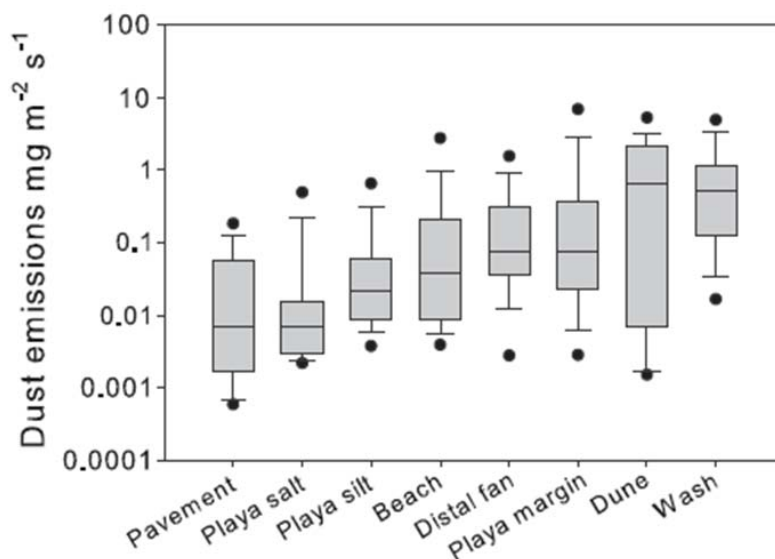 Dust emissions mg m⁻² s⁻¹
100
10
1
0.1
0.01
0.001
0.0001
Pavement
Playa salt
Playa silt
Beach
Distal fan
Playa margin
Dune
Wash